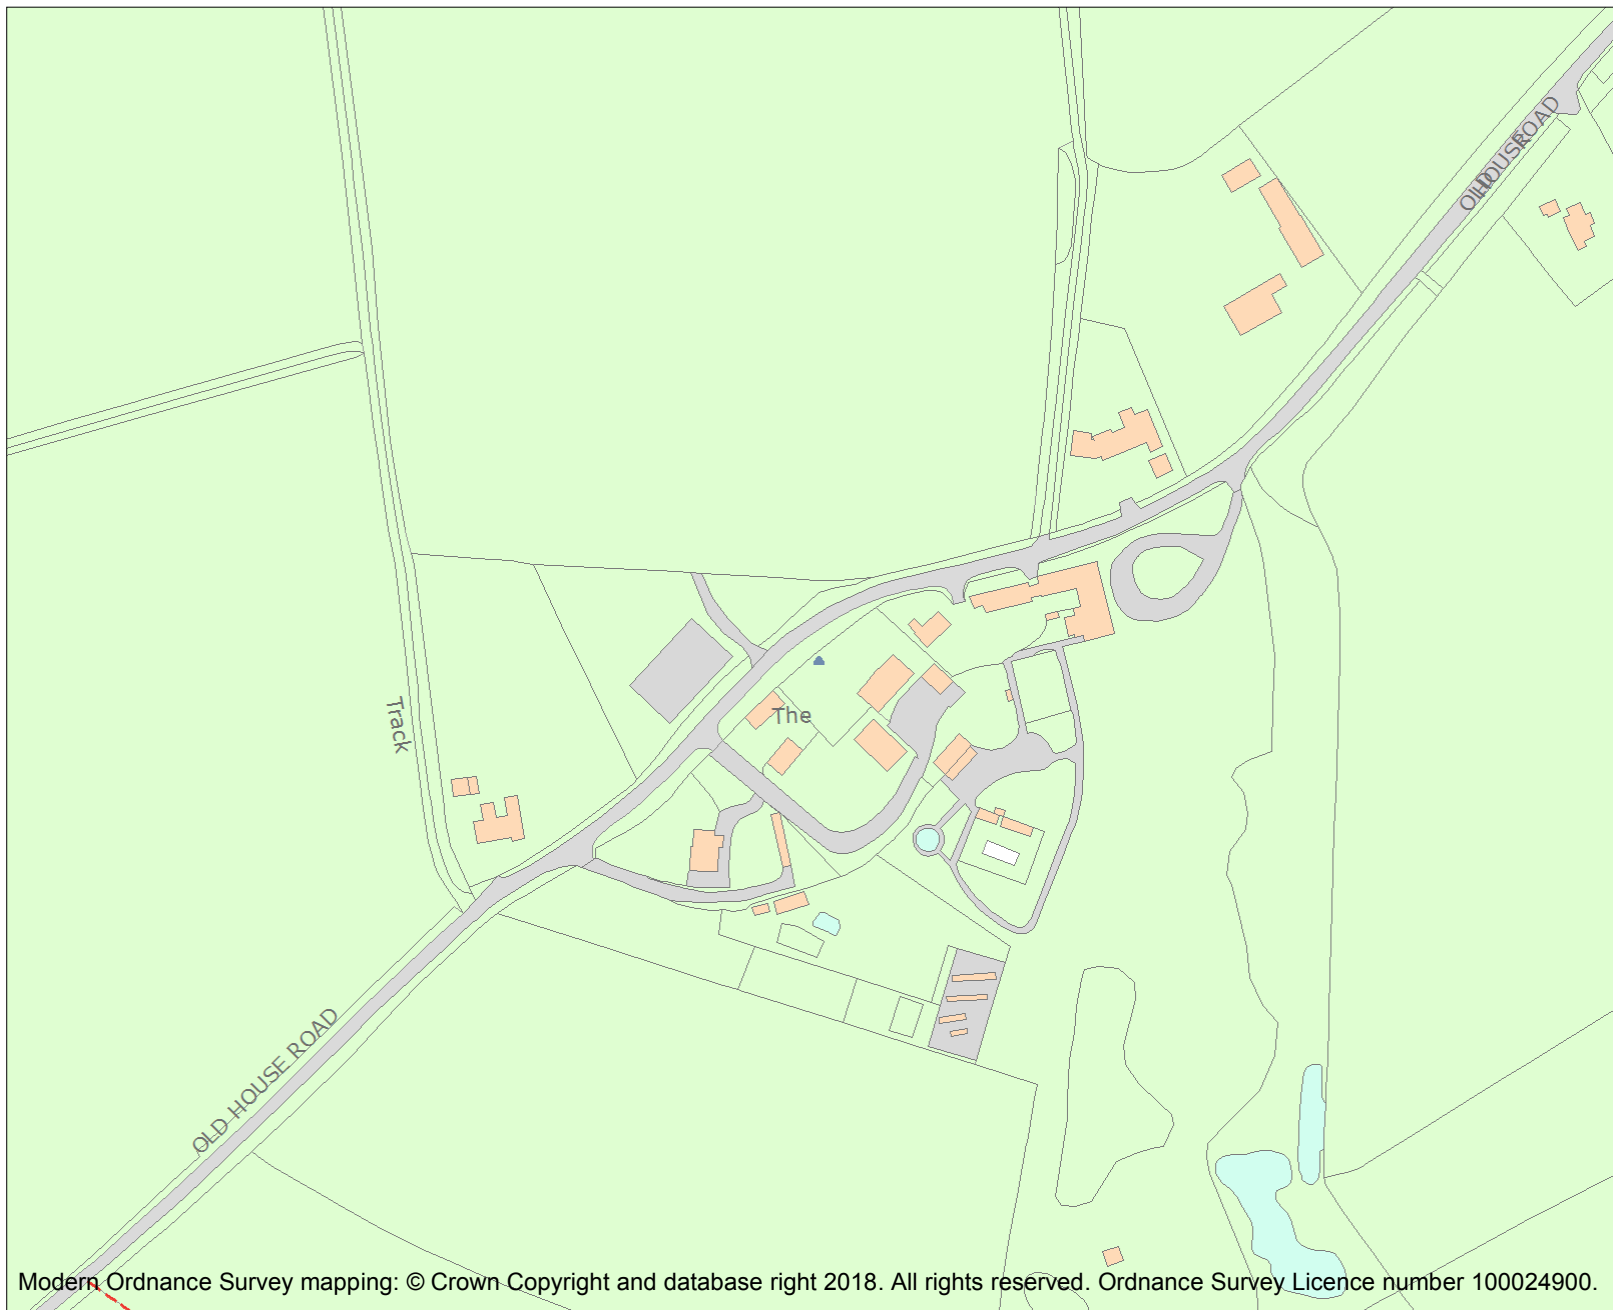 OLD HOUSE ROAD
The
Track
OLD HOUSE ROAD
Modern Ordnance Survey mapping: © Crown Copyright and database right 2018. All rights reserved. Ordnance Survey Licence number 100024900.